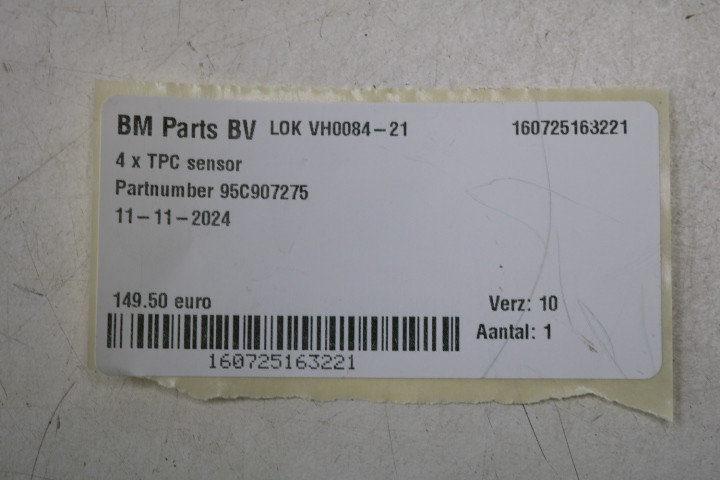 BM Parts BV LOK VH0084-21 160725163221
4 x TPC sensor
Partnumber 95C907275
11-11-2024
149.50 euro Verz: 10
Aantal: 1
160725163221